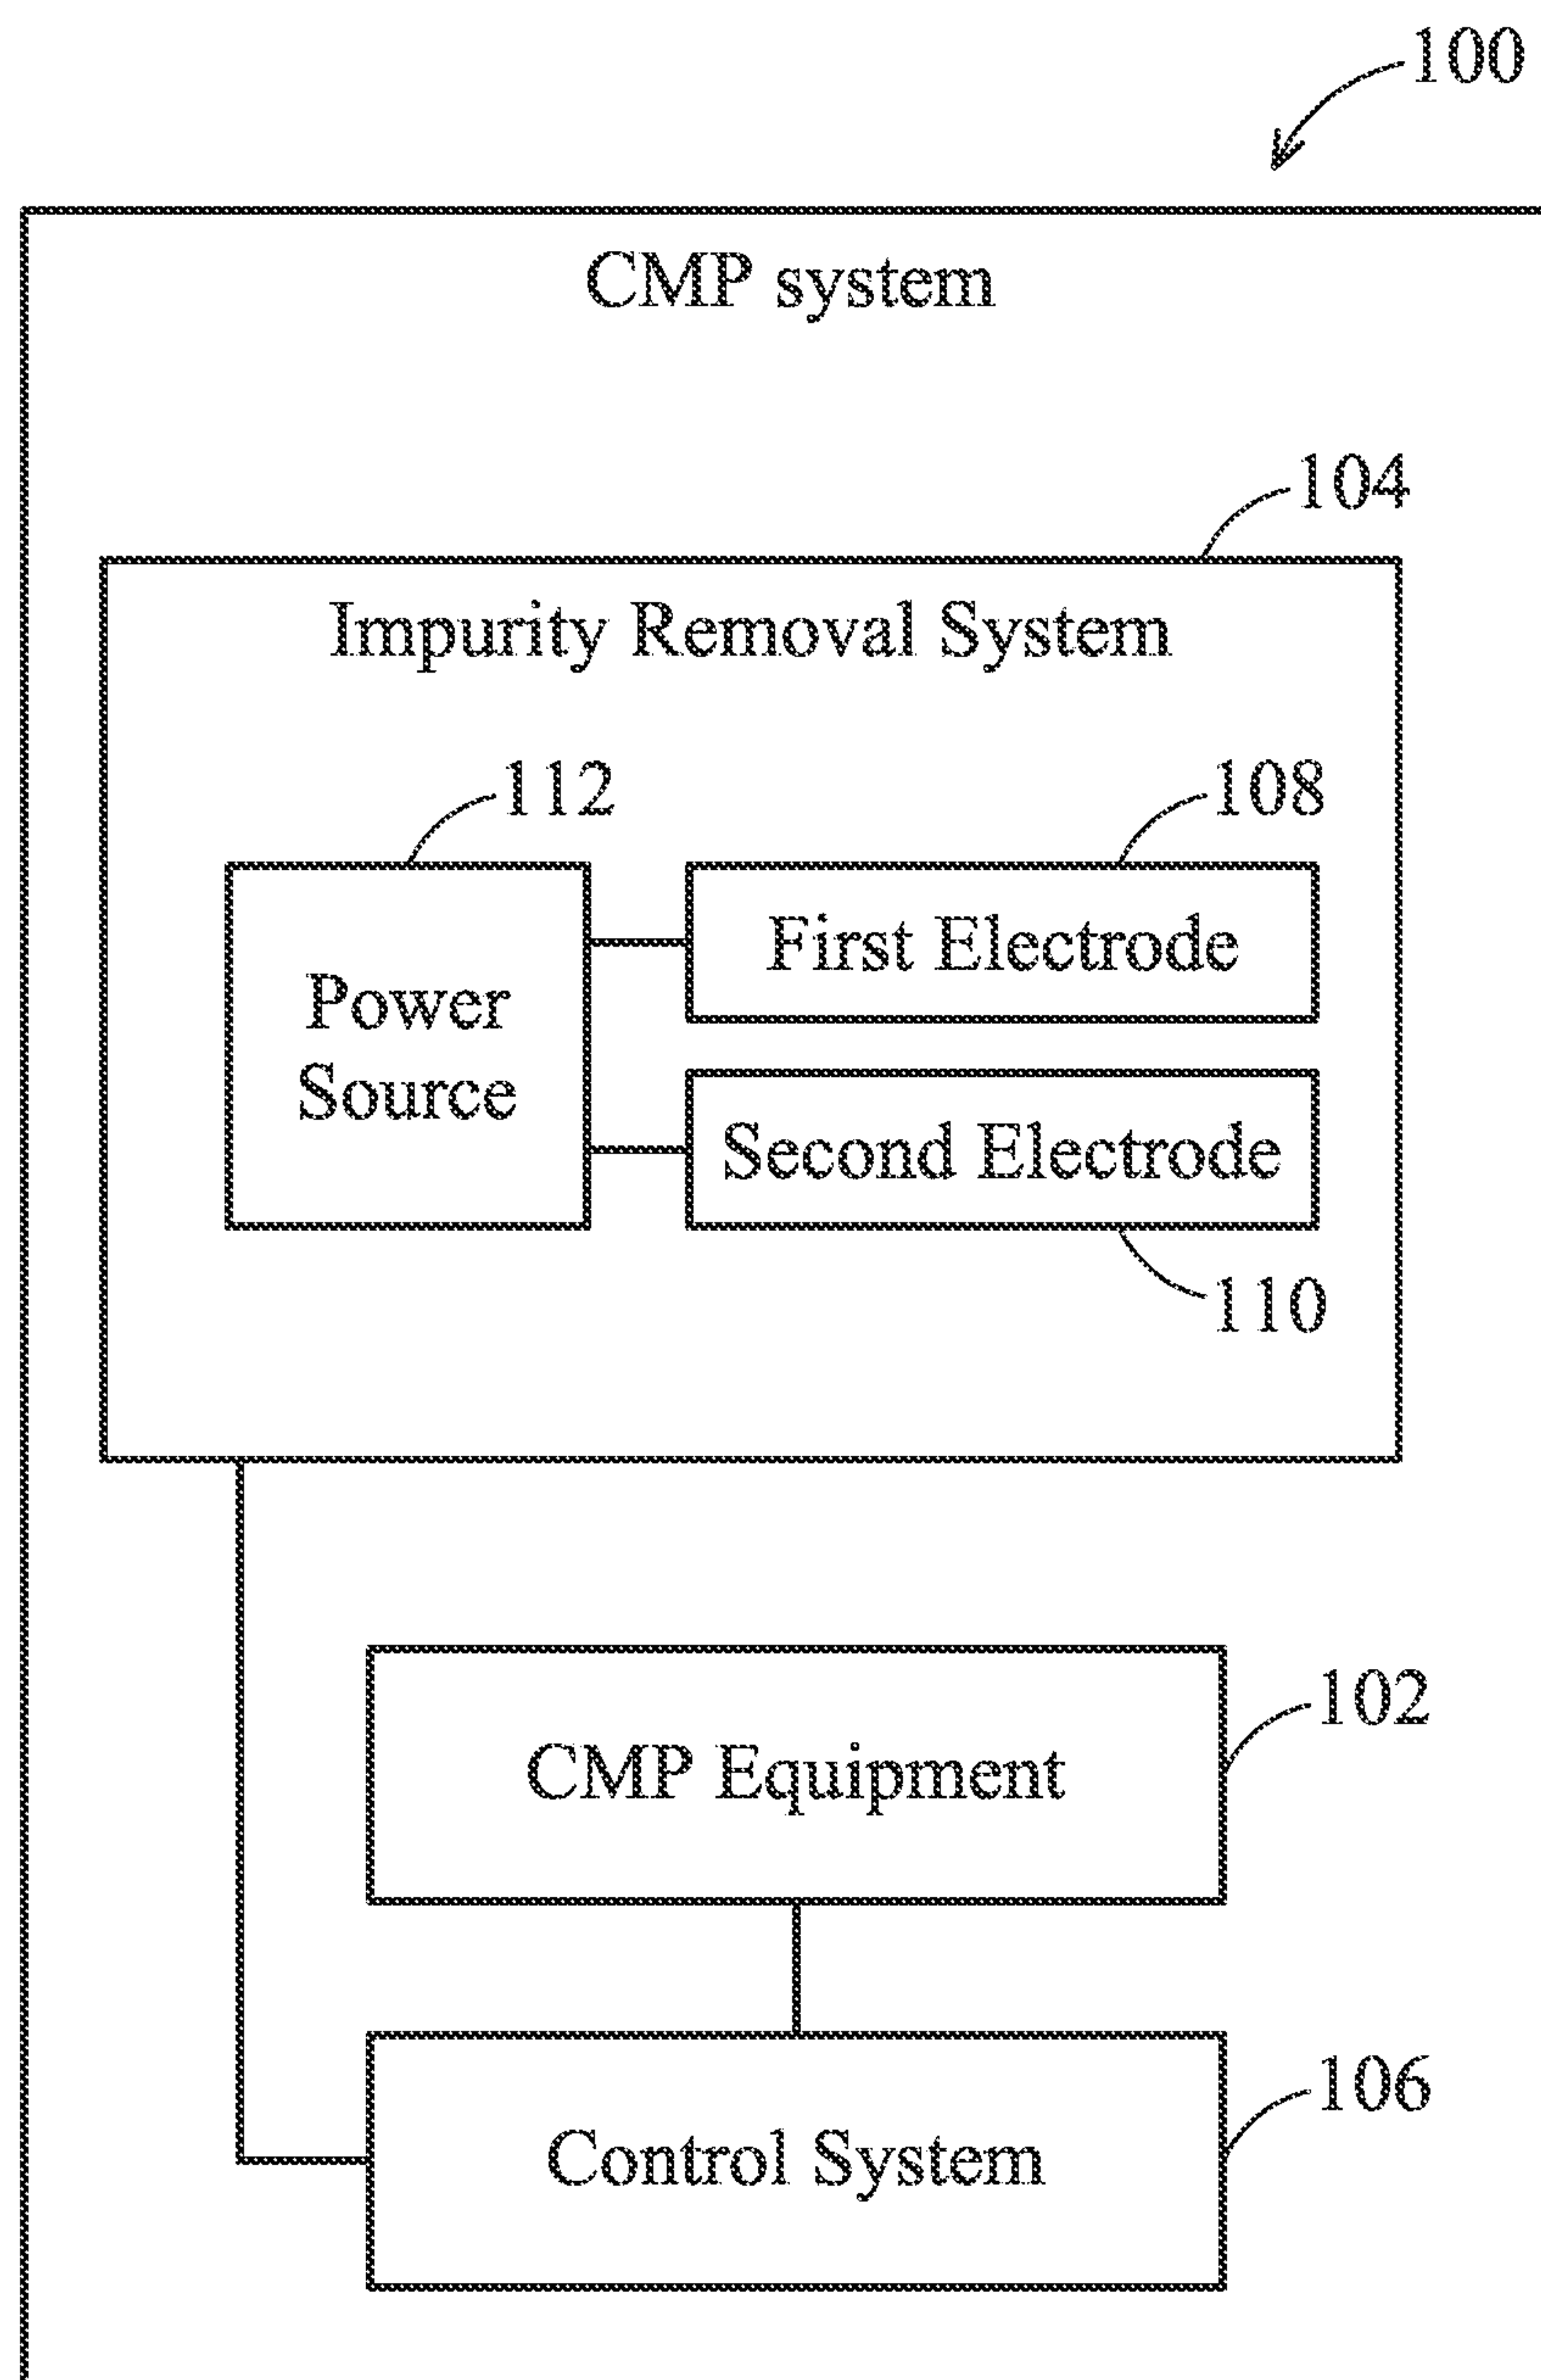 100
CMP system
104
Impurity Removal System
112
108
Power
Source
First Electrode
Second Electrode
110
CMP Equipment
102
Control System
106